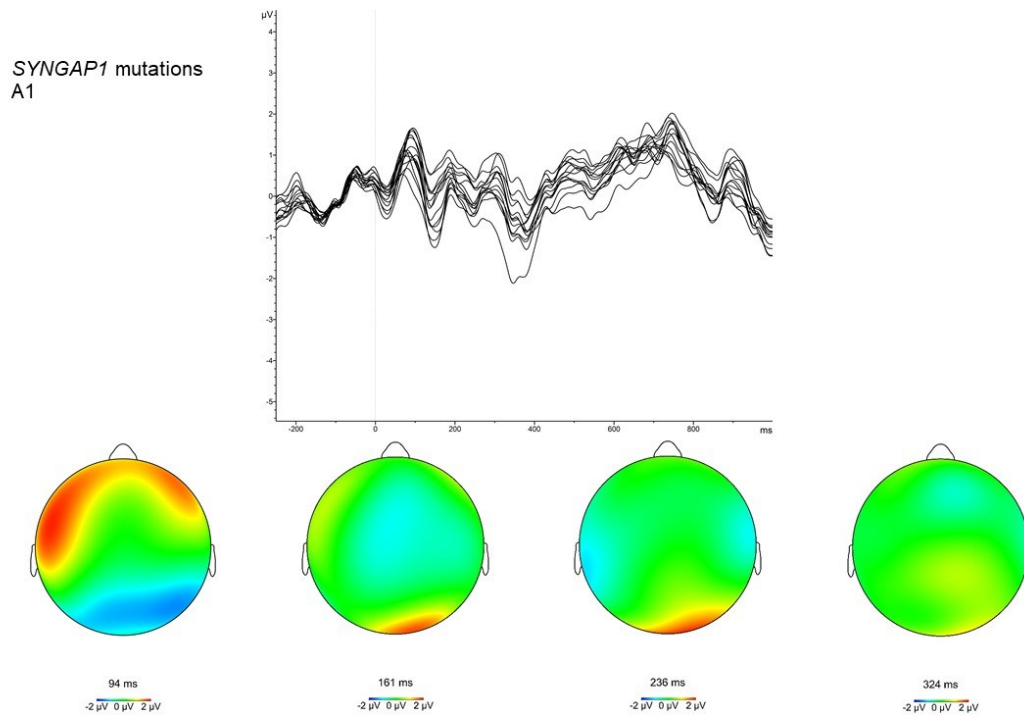 µV
4
SYNGAP1 mutations
A1
3
2
1
0
-1
-2
-3
-4
-5
-200 0 200 400 600 800 ms
94 ms 161 ms 236 ms 324 ms
-2 µV 0 µV 2 µV -2 µV 0 µV 2 µV -2 µV 0 µV 2 µV -2 µV 0 µV 2 µV